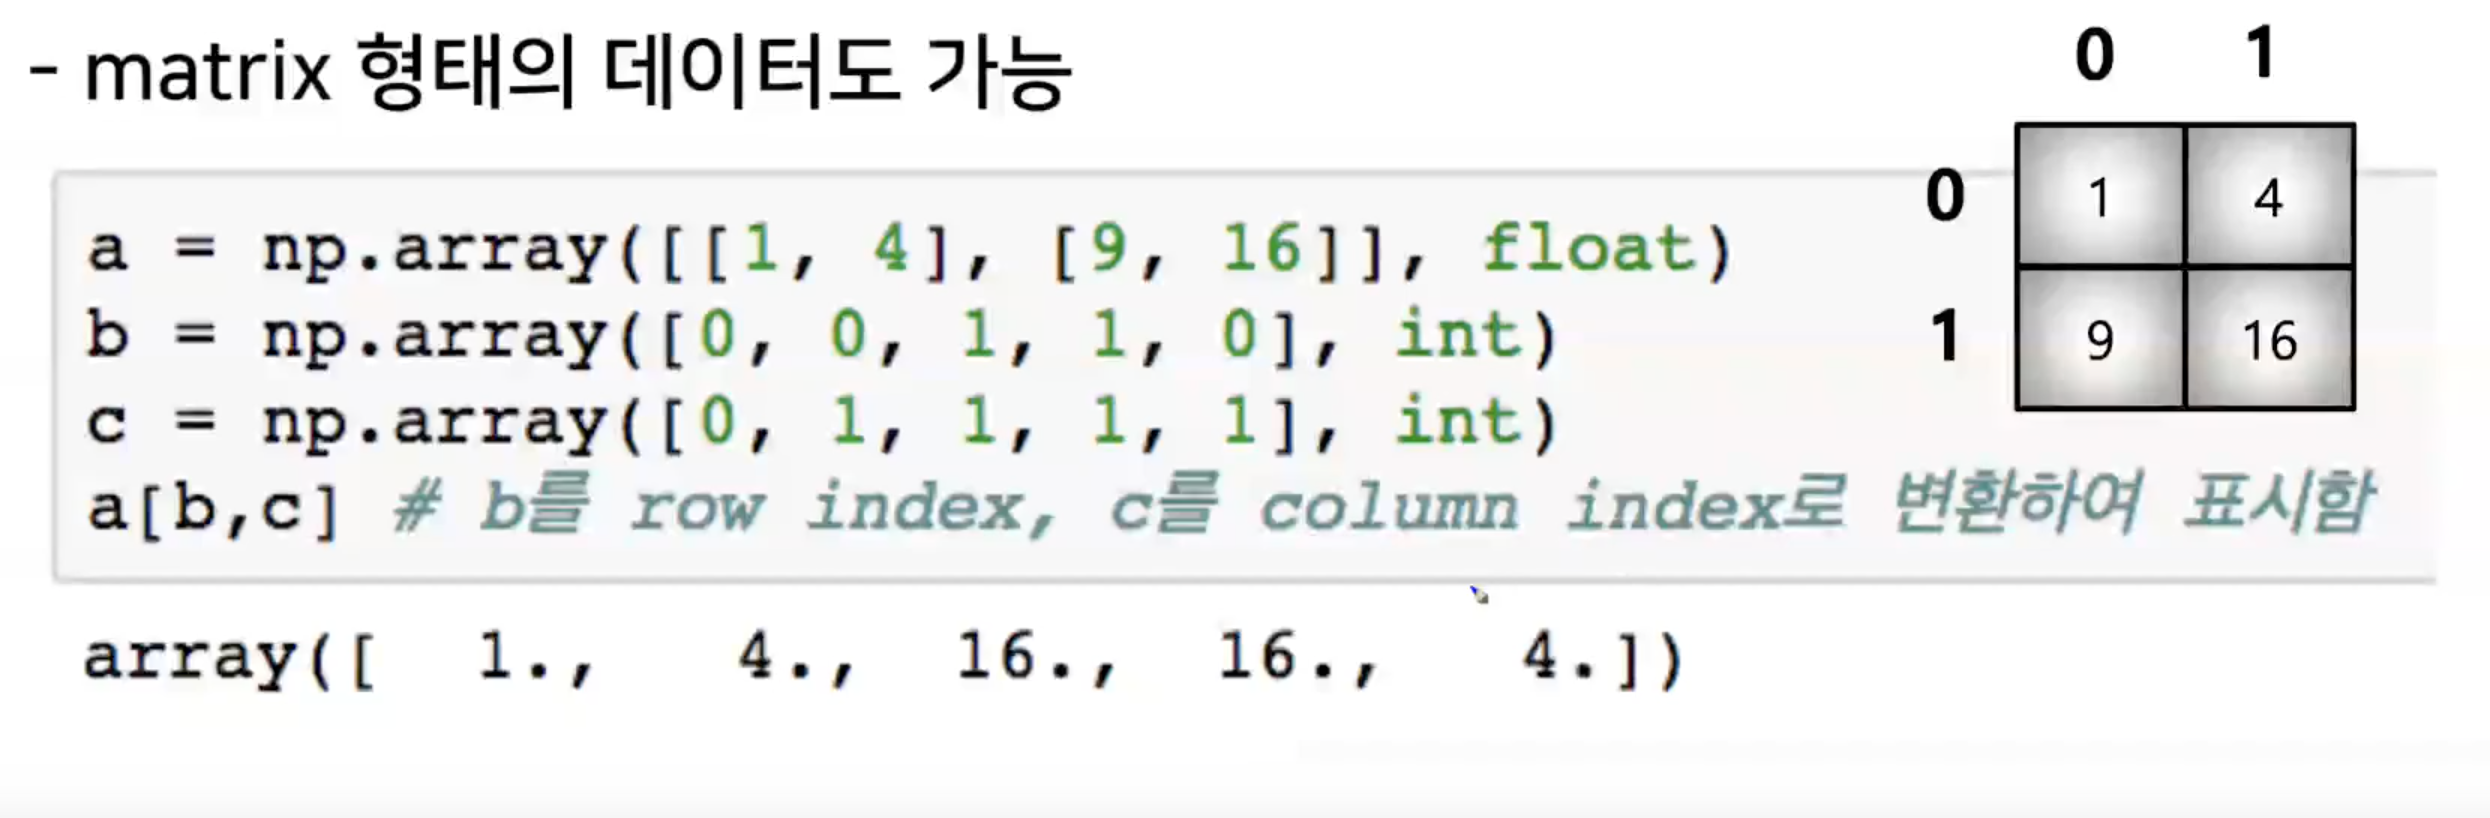 - matrix 형태의 데이터도 가능
0 1
0 1 4
1 9 16
a = np.array([[1, 4], [9, 16]], float)
b = np.array([0, 0, 1, 1, 0], int)
c = np.array([0, 1, 1, 1, 1], int)
a[b,c] # b를 row index, c를 column index로 변환하여 표시함
array([  1.,   4.,  16.,  16.,   4.])